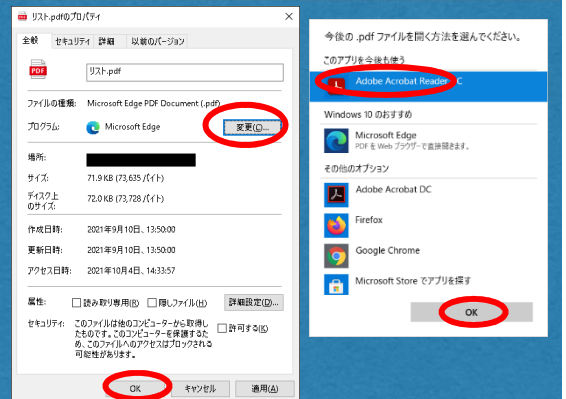 リスト.pdfのプロパティ
全般 セキュリティ 詳細 以前のバージョン
PDF
リスト.pdf
ファイルの種類: Microsoft Edge PDF Document (.pdf)
プログラム: Microsoft Edge 変更(C)...
場所:
サイズ: 71.9 KB (73,635 バイト)
ディスク上
のサイズ: 72.0 KB (73,728 バイト)
作成日時: 2021年9月10日、13:50:00
更新日時: 2021年9月10日、13:50:00
アクセス日時: 2021年10月4日、14:33:57
属性: 読み取り専用(R) 隠しファイル(H) 詳細設定(D)...
セキュリティ: このファイルは他のコンピューターから取得し
たものです。このコンピューターを保護するた
め、このファイルへのアクセスはブロックされる
可能性があります。
許可する(K)
OK キャンセル 適用(A)
今後の .pdf ファイルを開く方法を選んでください。
このアプリを今後も使う
Adobe Acrobat Reader C
Windows 10 のおすすめ
Microsoft Edge
PDF を Web ブラウザーで直接開きます。
その他のオプション
Adobe Acrobat DC
Firefox
Google Chrome
Microsoft Store でアプリを探す
OK